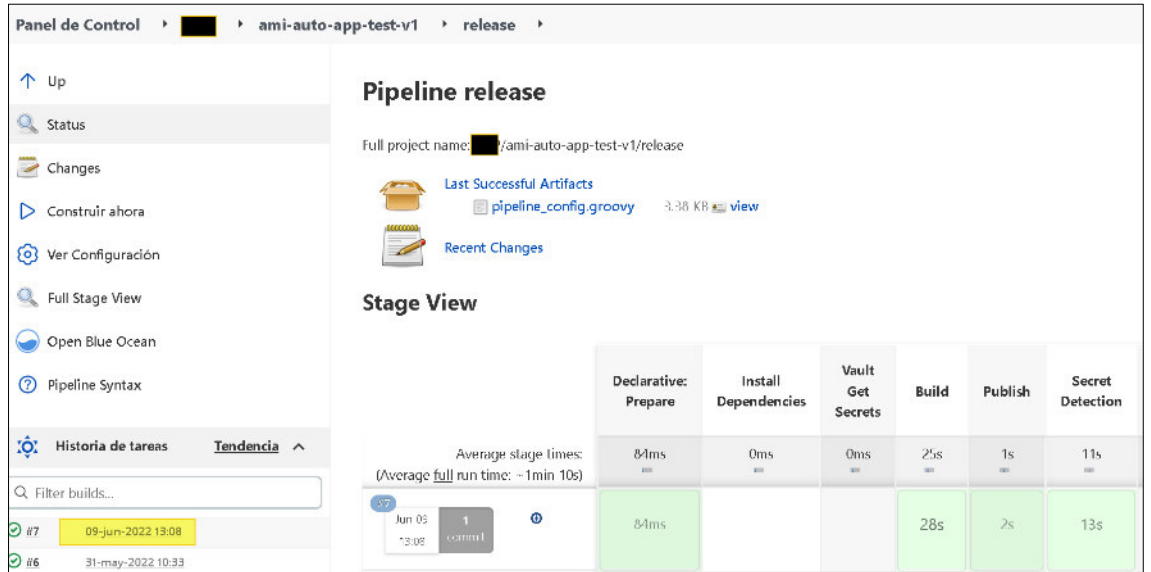 Panel de Control ami-auto-app-test-v1 release
Up
Status
Changes
Construir ahora
Ver Configuración
Full Stage View
Open Blue Ocean
Pipeline Syntax
Historia de tareas Tendencia
Filter builds...
#7 09-jun-2022 13:08
#6 31-may-2022 10:33
Pipeline release
Full project name: /ami-auto-app-test-v1/release
Last Successful Artifacts
pipeline_config.groovy KB view
Recent Changes
Stage View
Declarative: Prepare
Install Dependencies
Vault Get Secrets
Build
Publish
Secret Detection
Average stage times:
(Average full run time: ~1min 10s)
84ms 0ms 0ms 25s 1s 11s
#7
Jun 09
13:08
1
commit
84ms 28s 2s 13s